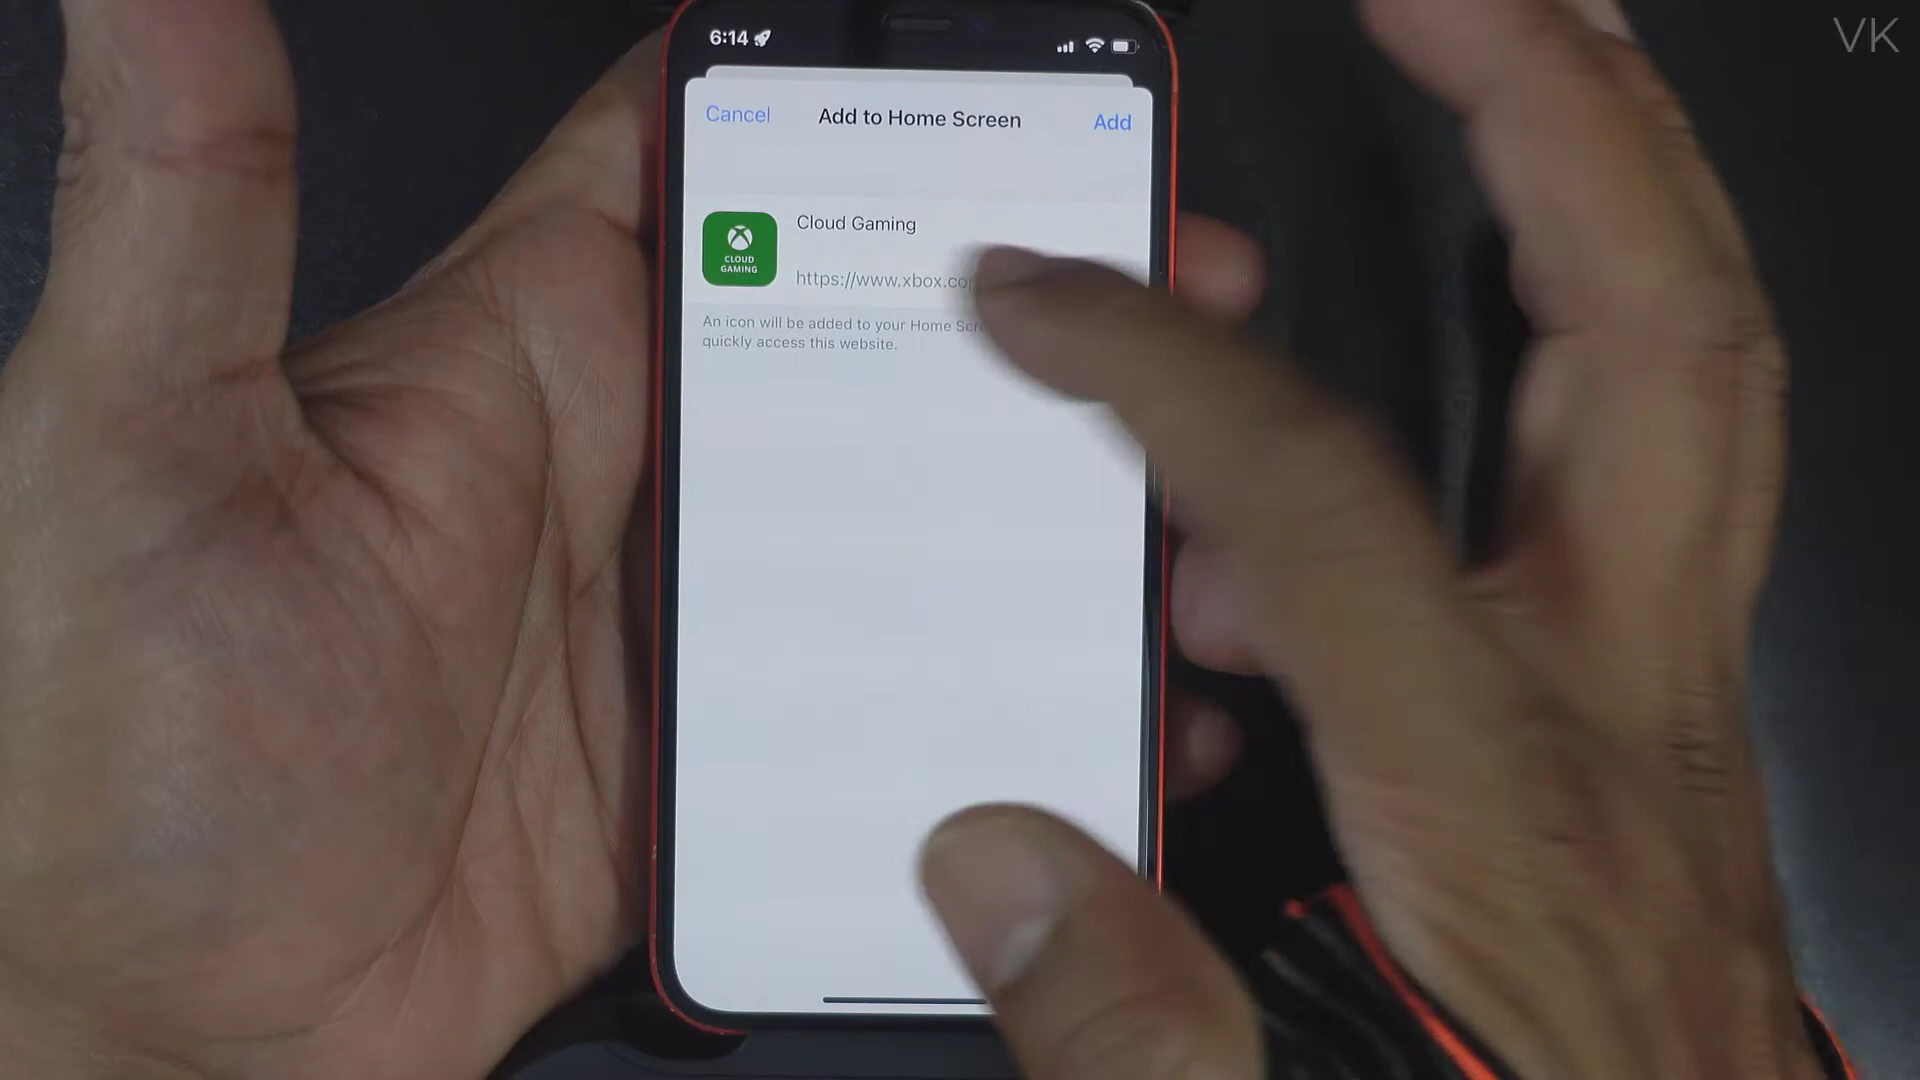 VK
6:14
Cancel
Add to Home Screen
Add
Cloud Gaming
CLOUD
GAMING
https://www.xbox.co
An icon will be added to your Home
quickly access this website.